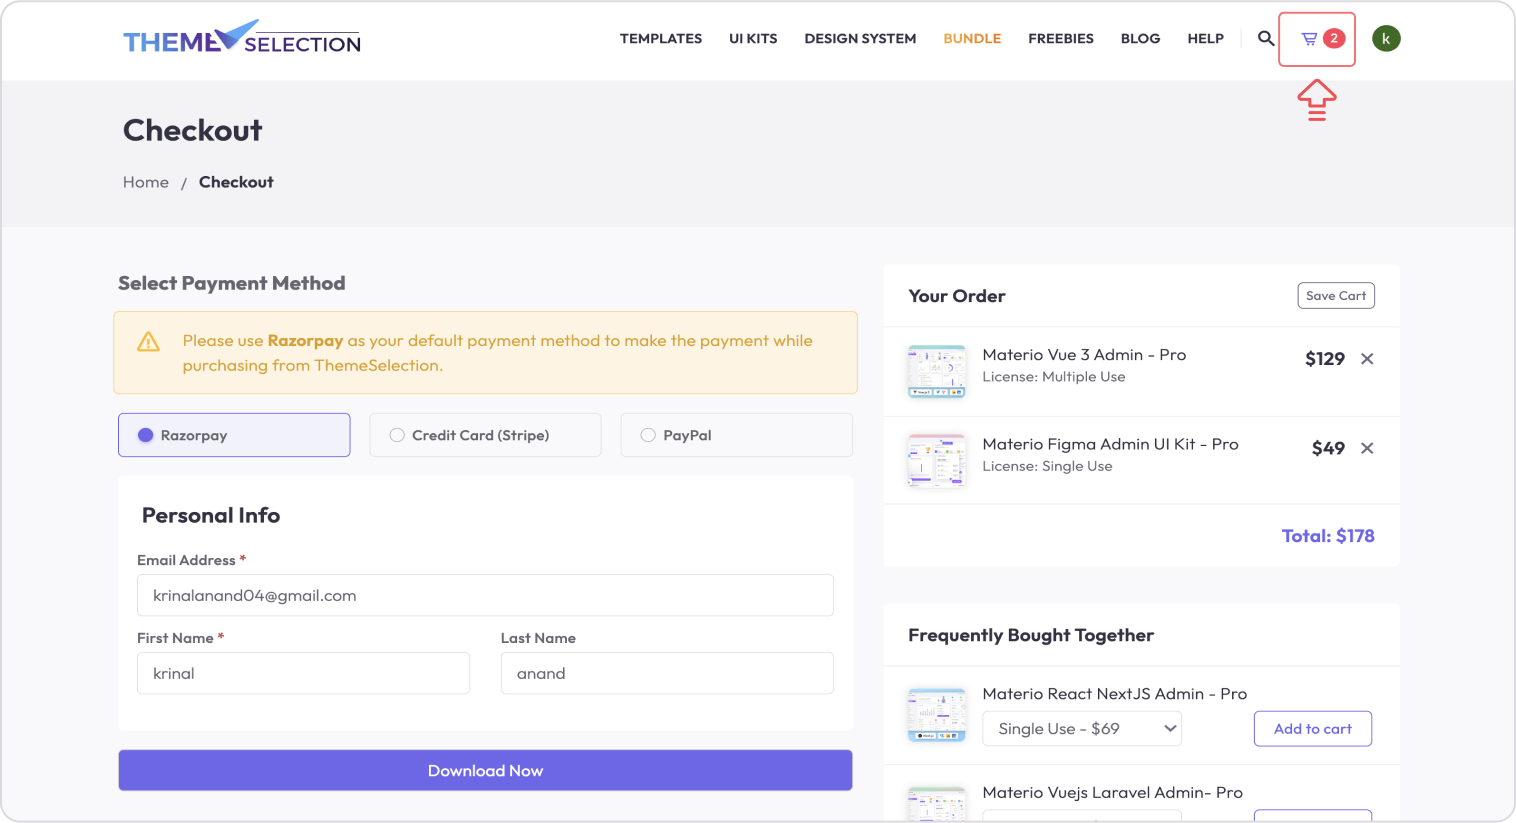 THEMESELECTION
TEMPLATES UI KITS DESIGN SYSTEM BUNDLE FREEBIES BLOG HELP 2 k
Checkout
Home / Checkout
Select Payment Method
Please use Razorpay as your default payment method to make the payment while
purchasing from ThemeSelection.
Razorpay Credit Card (Stripe) PayPal
Personal Info
Email Address *
krinalanand04@gmail.com
First Name * Last Name
krinal anand
Download Now
Your Order Save Cart
Materio Vue 3 Admin - Pro $129
License: Multiple Use
Materio Figma Admin UI Kit - Pro $49
License: Single Use
Total: $178
Frequently Bought Together
Materio React NextJS Admin - Pro
Single Use - $69 Add to cart
Materio Vuejs Laravel Admin- Pro